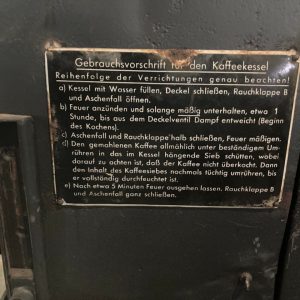 Gebrauchsvorschrift für den Kaffeekessel
Reihenfolge der Verrichtungen genau beachten!
a) Kessel mit Wasser füllen, Deckel schließen, Rauchklappe B
und Aschenfall öffnen.
b) Feuer anzünden und solange mäßig unterhalten, etwa 1
Stunde, bis aus dem Deckelventil Dampf entweicht (Beginn
des Kochens).
c) Aschenfall und Rauchklappe halb schließen, Feuer mäßigen.
d) Den gemahlenen Kaffee allmählich unter beständigem Um-
rühren in das im Kessel hängende Sieb schütten, wobei
darauf zu achten ist, daß der Kaffee nicht überkocht. Dann
den Inhalt des Kaffeesiebes nochmals tüchtig umrühren, bis
er vollständig durchfeuchtet ist.
e) Nach etwa 5 Minuten Feuer ausgehen lassen. Rauchklappe B
und Aschenfall ganz schließen.